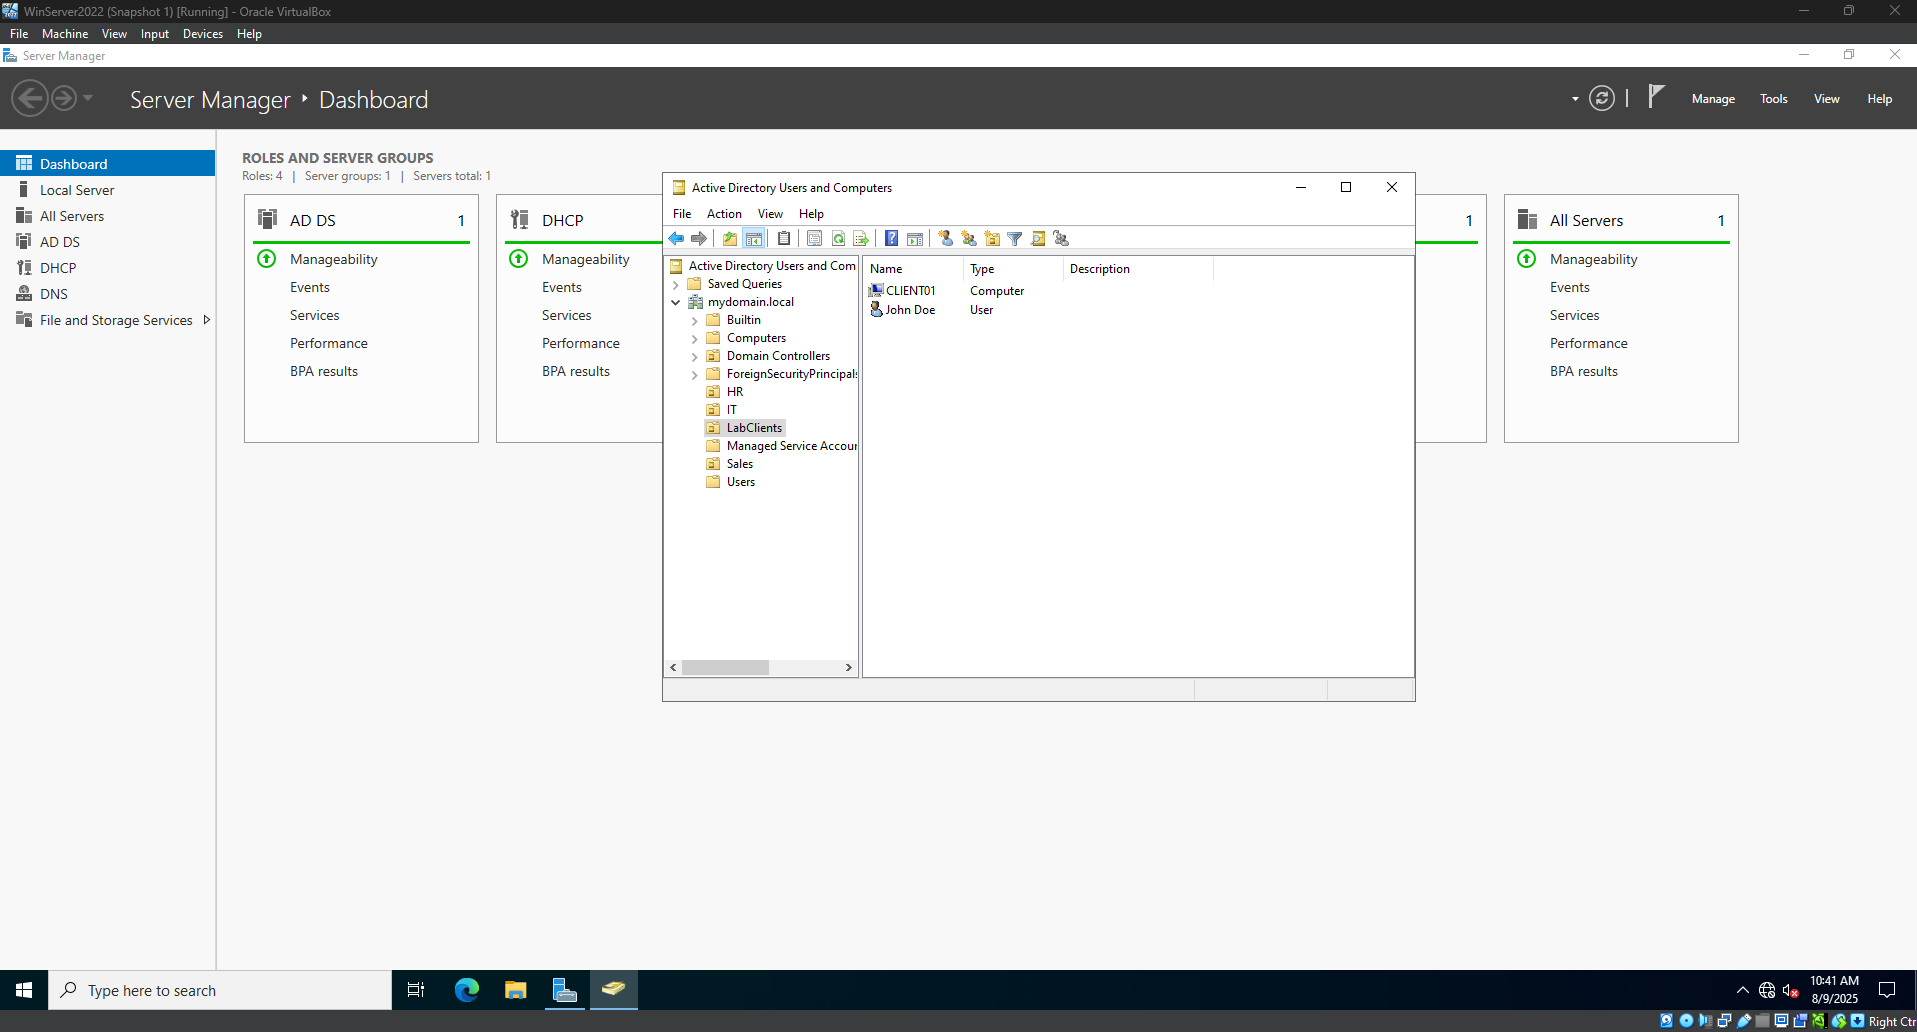 WinServer2022 (Snapshot 1) [Running] - Oracle VirtualBox
File Machine View Input Devices Help
Server Manager
Server Manager Dashboard
Manage Tools View Help
Dashboard
Local Server
All Servers
AD DS
DHCP
DNS
File and Storage Services
ROLES AND SERVER GROUPS
Roles: 4 | Server groups: 1 | Servers total: 1
AD DS 1
Manageability
Events
Services
Performance
BPA results
DHCP
Manageability
Events
Services
Performance
BPA results
1
All Servers 1
Manageability
Events
Services
Performance
BPA results
Active Directory Users and Computers
File Action View Help
Active Directory Users and Com
Saved Queries
mydomain.local
Builtin
Computers
Domain Controllers
ForeignSecurityPrincipals
HR
IT
LabClients
Managed Service Accoun
Sales
Users
Name Type Description
CLIENT01 Computer
John Doe User
Type here to search
10:41 AM
8/9/2025
Right Ctrl